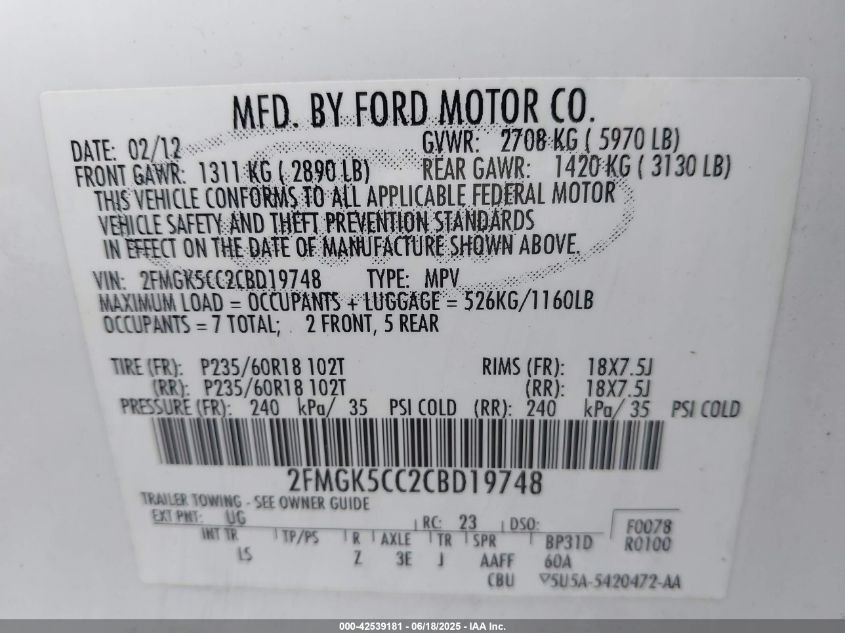 MFD. BY FORD MOTOR CO.
DATE: 02/12 GVWR: 2708 KG ( 5970 LB)
FRONT GAWR: 1311 KG ( 2890 LB) REAR GAWR: 1420 KG ( 3130 LB)
THIS VEHICLE CONFORMS TO ALL APPLICABLE FEDERAL MOTOR
VEHICLE SAFETY AND THEFT PREVENTION STANDARDS
IN EFFECT ON THE DATE OF MANUFACTURE SHOWN ABOVE.
VIN: 2FMGK5CC2CBD19748 TYPE: MPV
MAXIMUM LOAD = OCCUPANTS + LUGGAGE = 526KG/1160LB
OCCUPANTS = 7 TOTAL; 2 FRONT, 5 REAR
TIRE (FR): P235/60R18 102T RIMS (FR): 18X7.5J
(RR): P235/60R18 102T (RR): 18X7.5J
PRESSURE (FR): 240 kPa/ 35 PSI COLD (RR): 240 kPa/ 35 PSI COLD
2FMGK5CC2CBD19748
TRAILER TOWING - SEE OWNER GUIDE
EXT PNT: UG RC: 23 DSO: F0078
INT TR TP/PS R AXLE TR SPR BP31D R0100
LS Z 3E J AAFF 60A
CBU 5U5A-5420472-AA
000-42539181 - 06/18/2025 - IAA Inc.